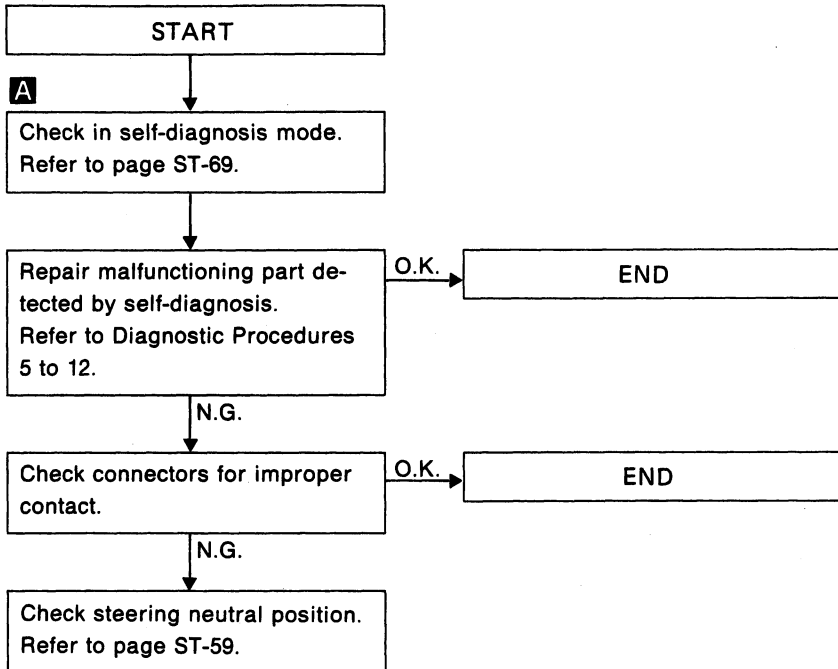 START
A
Check in self-diagnosis mode.
Refer to page ST-69.
Repair malfunctioning part de-
tected by self-diagnosis.
Refer to Diagnostic Procedures
5 to 12.
O.K.
END
N.G.
Check connectors for improper
contact.
O.K.
END
N.G.
Check steering neutral position.
Refer to page ST-59.